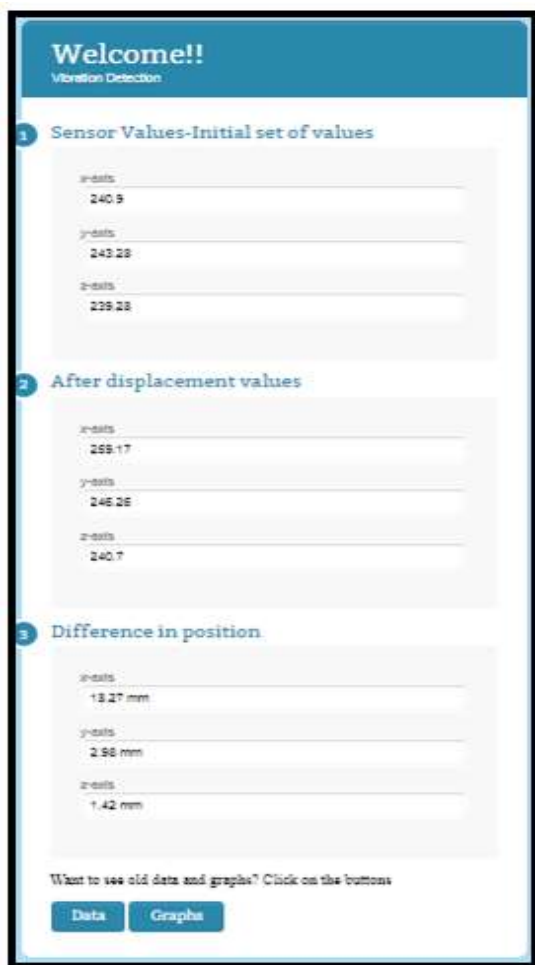 Welcome!!
Vibration Detection
1 Sensor Values-Initial set of values
x-axis
240.9
y-axis
243.28
z-axis
239.28
2 After displacement values
x-axis
259.17
y-axis
246.26
z-axis
240.7
3 Difference in position
x-axis
18.27 mm
y-axis
2.98 mm
z-axis
1.42 mm
Want to see old data and graphs? Click on the buttons
Data Graphs